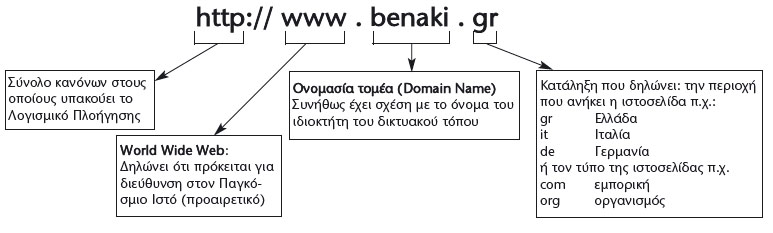 http:// www . benaki . gr
Σύνολο κανόνων στους
οποίους υπακούει το
Λογισμικό Πλοήγησης
World Wide Web:
Δηλώνει ότι πρόκειται για
διεύθυνση στον Παγκό-
σμιο Ιστό (προαιρετικό)
Ονομασία τομέα (Domain Name)
Συνήθως έχει σχέση με το όνομα του
ιδιοκτήτη του δικτυακού τόπου
Κατάληξη που δηλώνει: την περιοχή
που ανήκει η ιστοσελίδα π.χ.:
gr Ελλάδα
it Ιταλία
de Γερμανία
ή τον τύπο της ιστοσελίδας π.χ.
com εμπορική
org οργανισμός